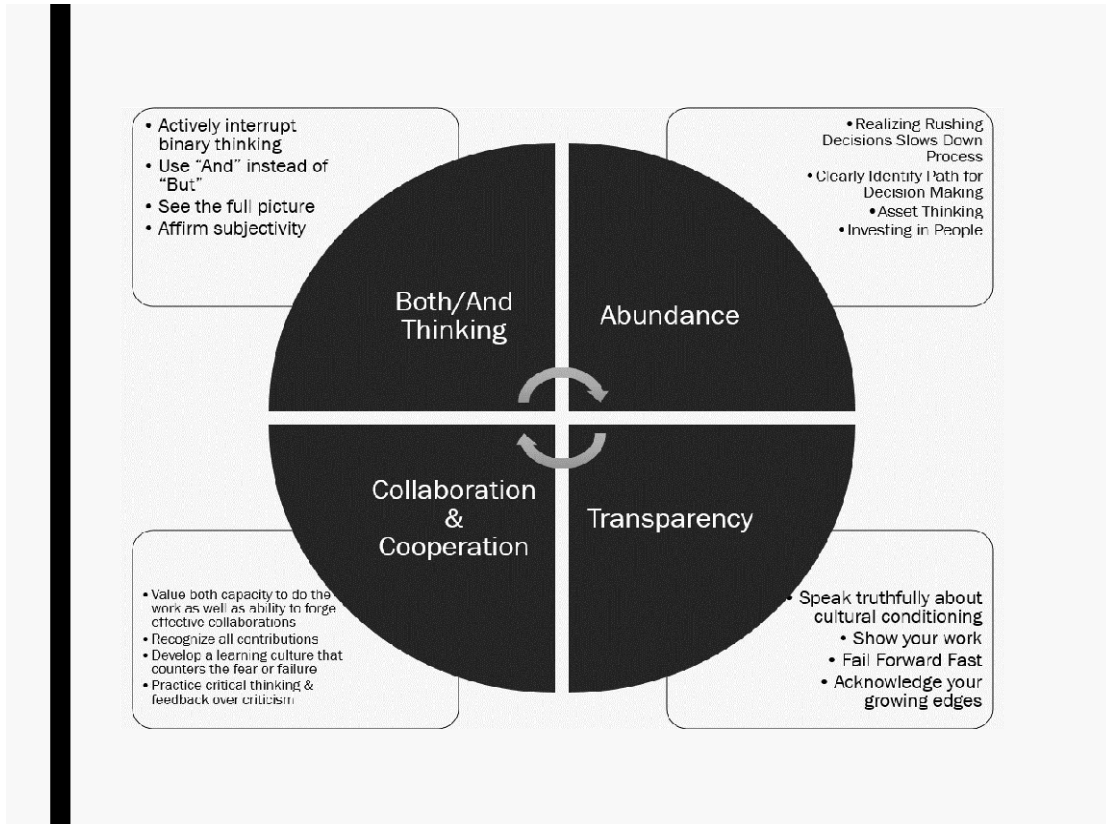 • Actively interrupt
binary thinking
• Use “And” instead of
“But”
• See the full picture
• Affirm subjectivity
• Realizing Rushing
Decisions Slows Down
Process
• Clearly Identify Path for
Decision Making
• Asset Thinking
• Investing in People
Both/And
Thinking
Abundance
Collaboration
&
Cooperation
Transparency
• Value both capacity to do the
work as well as ability to forge
effective collaborations
• Recognize all contributions
• Develop a learning culture that
counters the fear or failure
• Practice critical thinking &
feedback over criticism
• Speak truthfully about
cultural conditioning
• Show your work
• Fail Forward Fast
• Acknowledge your
growing edges